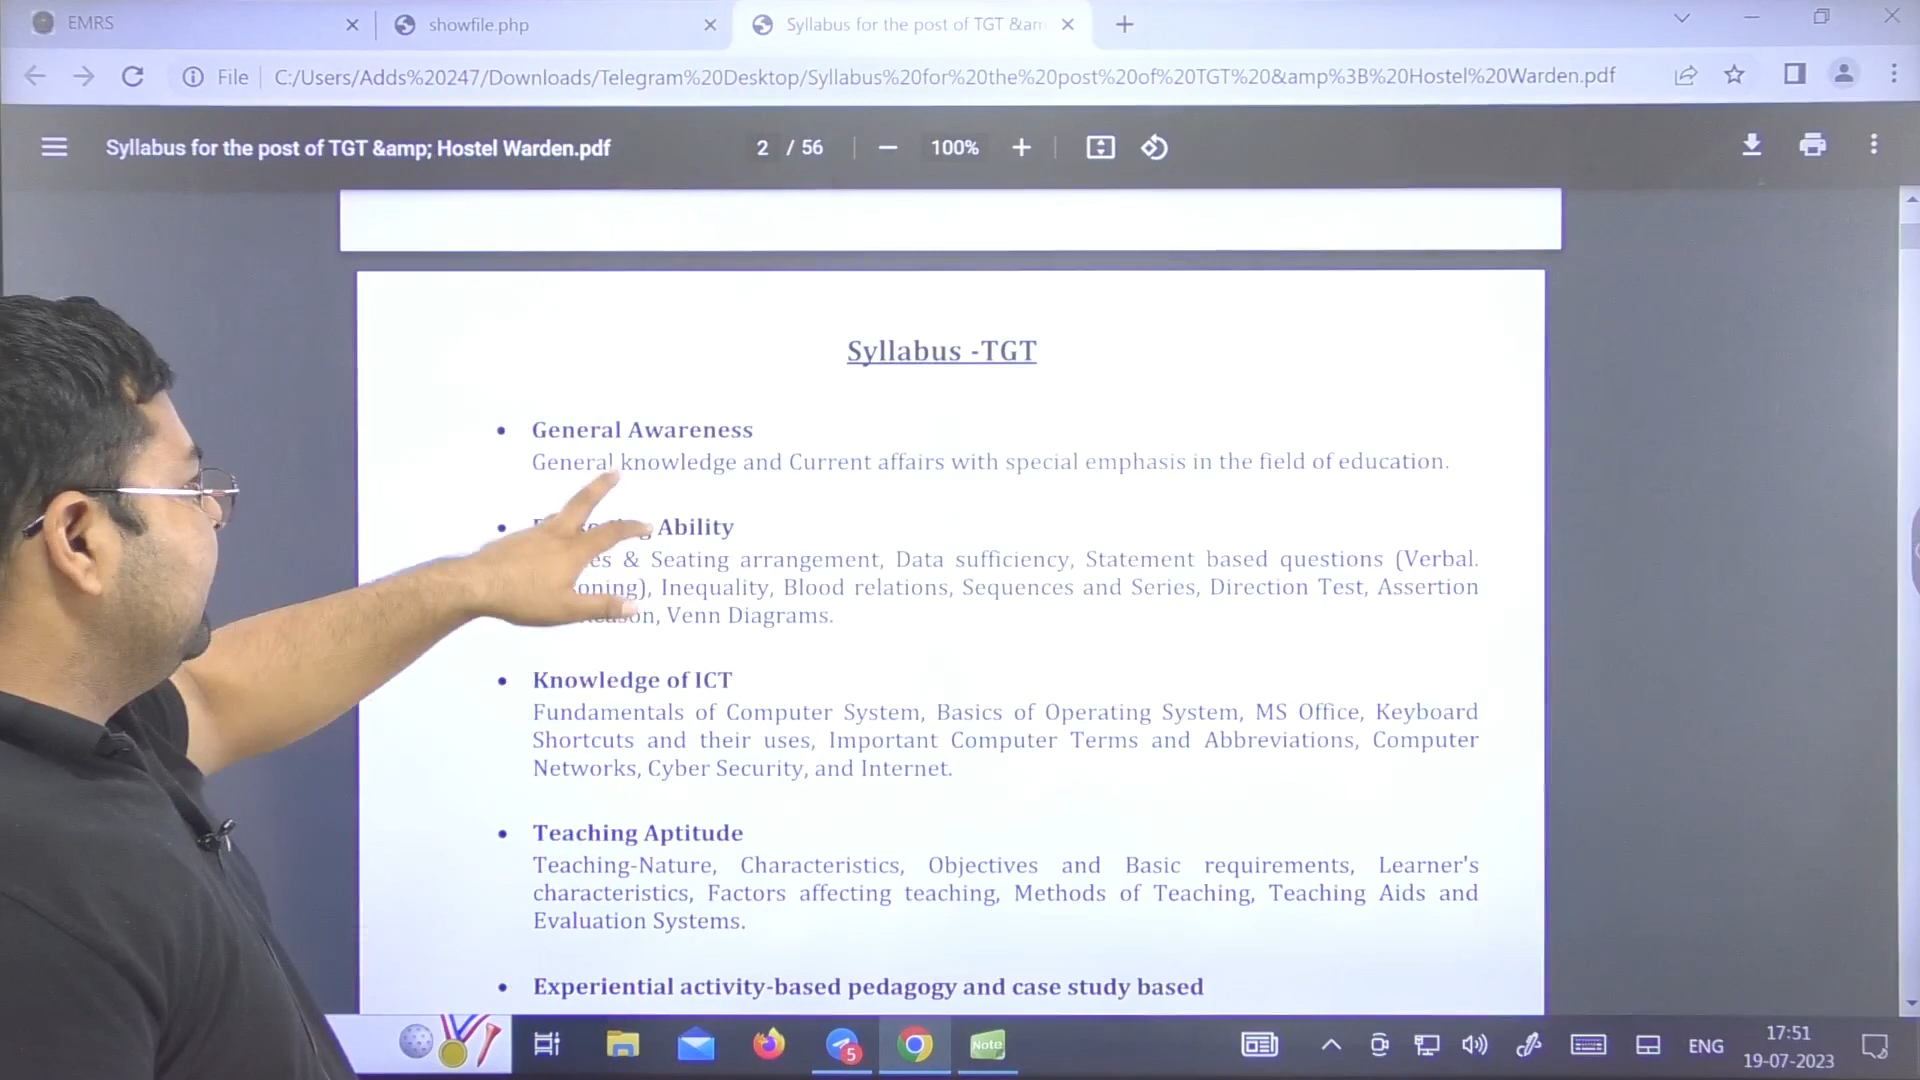 EMRS
showfile.php
Syllabus for the post of TGT &am
File
C:/Users/Adds%20247/Downloads/Telegram%20Desktop/Syllabus%20for%20the%20post%20of%20TGT%20&amp%3B%20Hostel%20Warden.pdf
Syllabus for the post of TGT &amp; Hostel Warden.pdf
2 / 56
100%
Syllabus -TGT
• General Awareness
General knowledge and Current affairs with special emphasis in the field of education.
• Ability
& Seating arrangement, Data sufficiency, Statement based questions (Verbal.
Inequality, Blood relations, Sequences and Series, Direction Test, Assertion
Venn Diagrams.
• Knowledge of ICT
Fundamentals of Computer System, Basics of Operating System, MS Office, Keyboard
Shortcuts and their uses, Important Computer Terms and Abbreviations, Computer
Networks, Cyber Security, and Internet.
• Teaching Aptitude
Teaching-Nature, Characteristics, Objectives and Basic requirements, Learner's
characteristics, Factors affecting teaching, Methods of Teaching, Teaching Aids and
Evaluation Systems.
• Experiential activity-based pedagogy and case study based
5
Note
ENG
17:51
19-07-2023